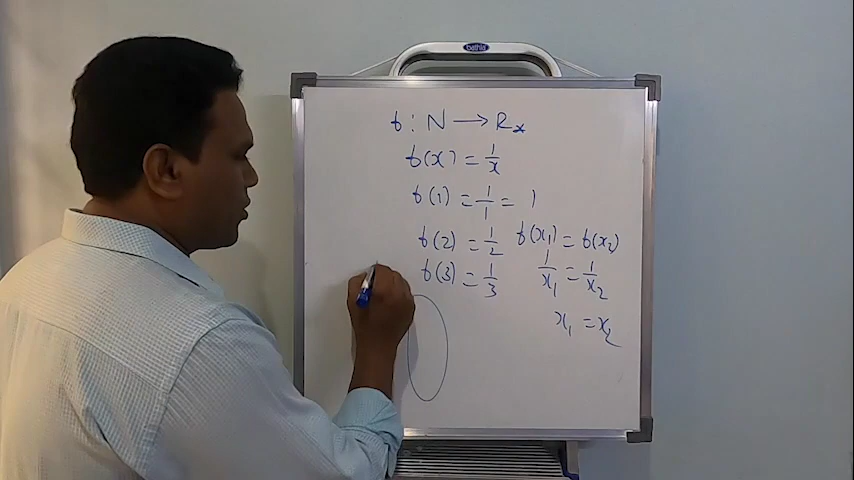 bathla
f : N → R*
f(x) = 1/x
f(1) = 1/1 = 1
f(2) = 1/2
f(3) = 1/3
f(x₁) = f(x₂)
1/x₁ = 1/x₂
x₁ = x₂